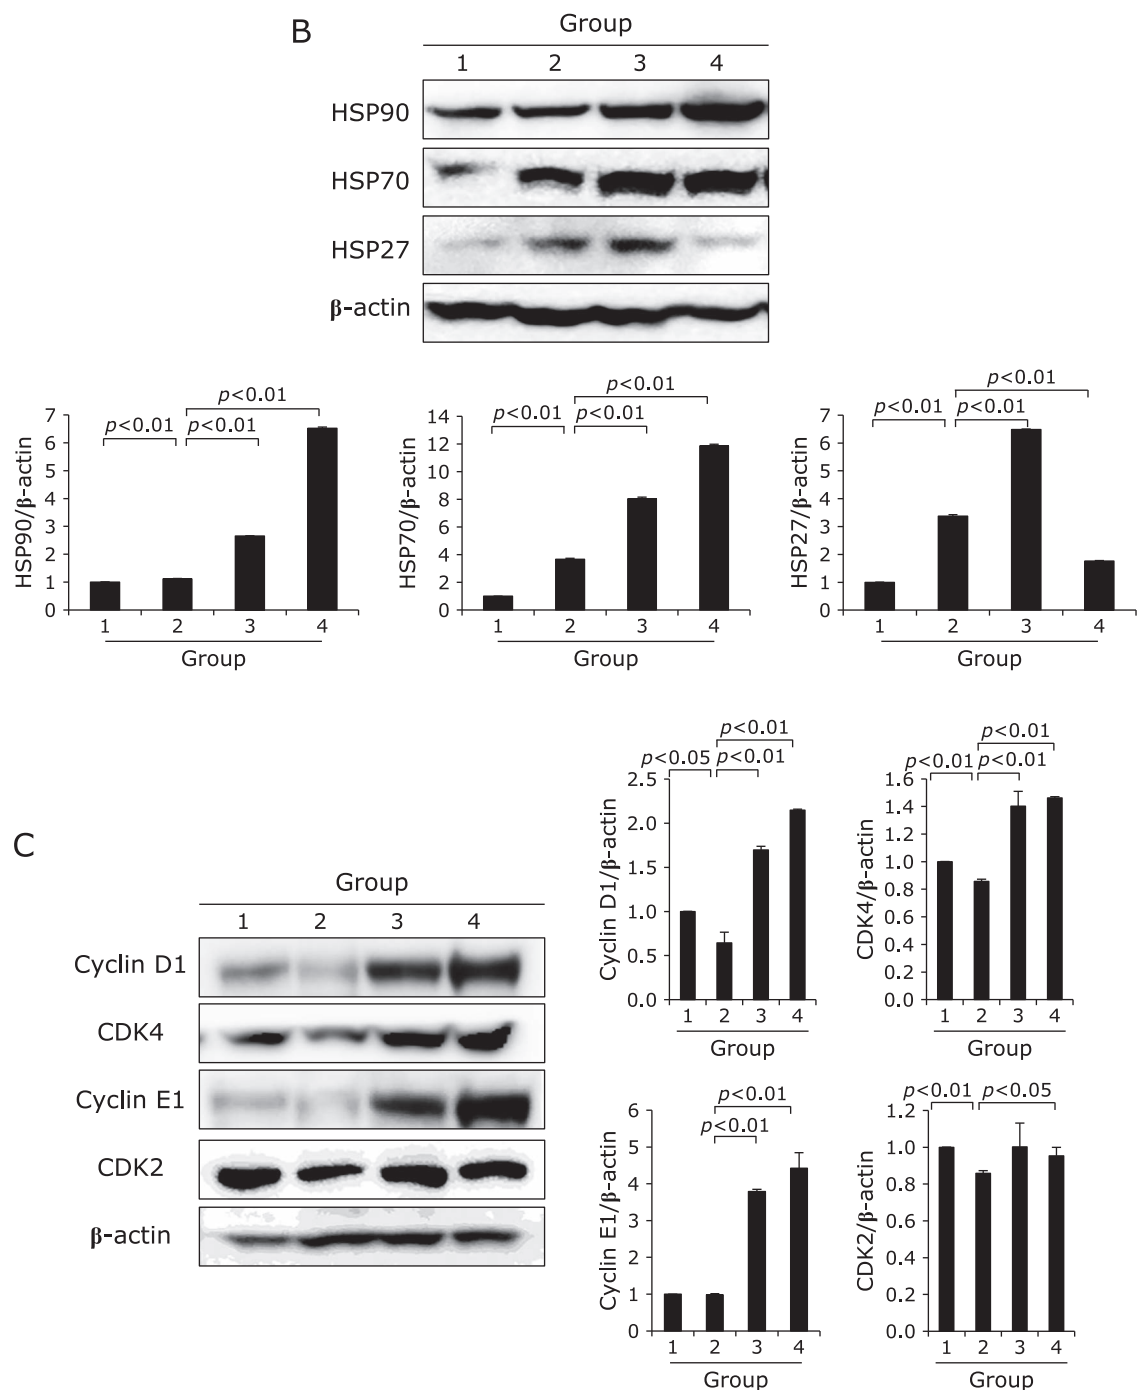 B
Group
1 2 3 4
HSP90
HSP70
HSP27
β-actin
HSP90/β-actin
7
6
5
4
3
2
1
0
p<0.01
p<0.01
p<0.01
1 2 3 4
Group
HSP70/β-actin
14
12
10
8
6
4
2
0
p<0.01
p<0.01
p<0.01
1 2 3 4
Group
HSP27/β-actin
7
6
5
4
3
2
1
0
p<0.01
p<0.01
p<0.01
1 2 3 4
Group
C
Group
1 2 3 4
Cyclin D1
CDK4
Cyclin E1
CDK2
β-actin
Cyclin D1/β-actin
2.5
2.0
1.5
1.0
0.5
0.0
p<0.01
p<0.05
p<0.01
1 2 3 4
Group
CDK4/β-actin
1.6
1.4
1.2
1.0
0.8
0.6
0.4
0.2
0.0
p<0.01
p<0.01
p<0.01
1 2 3 4
Group
Cyclin E1/β-actin
6
5
4
3
2
1
0
p<0.01
p<0.01
1 2 3 4
Group
CDK2/β-actin
1.2
1.0
0.8
0.6
0.4
0.2
0.0
p<0.01
p<0.05
1 2 3 4
Group